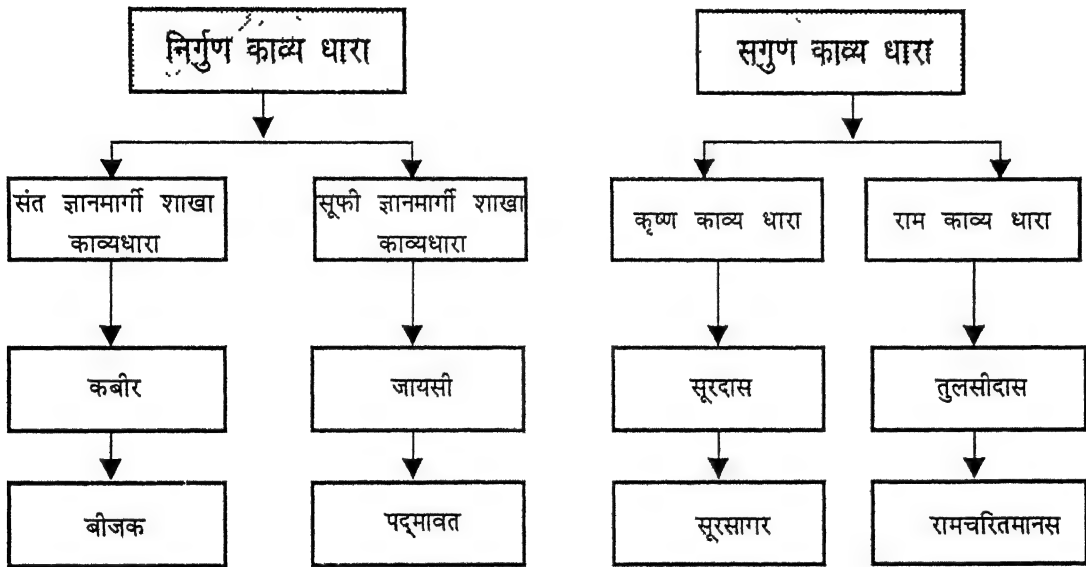 निर्गुण काव्य धारा
सगुण काव्य धारा
संत ज्ञानमार्गी शाखा
काव्यधारा
सूफी ज्ञानमार्गी शाखा
काव्यधारा
कृष्ण काव्य धारा
राम काव्य धारा
कबीर
जायसी
सूरदास
तुलसीदास
बीजक
पद्‌मावत
सूरसागर
रामचरितमानस